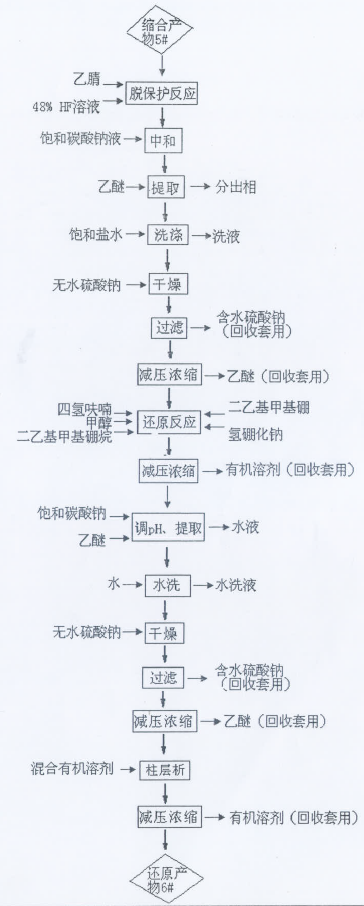 缩合产
物5#
乙腈
48% HF溶液
脱保护反应
饱和碳酸钠液
中和
乙醚
提取
分出相
饱和盐水
洗涤
洗液
无水硫酸钠
干燥
过滤
含水硫酸钠
(回收套用)
减压浓缩
乙醚（回收套用）
四氢呋喃
甲醇
二乙基甲基硼烷
还原反应
二乙基甲基硼
氢硼化钠
减压浓缩
有机溶剂（回收套用）
饱和碳酸钠
乙醚
调pH、提取
水液
水
水洗
水洗液
无水硫酸钠
干燥
过滤
含水硫酸钠
(回收套用)
减压浓缩
乙醚（回收套用）
混合有机溶剂
柱层析
减压浓缩
有机溶剂（回收套用）
还原产
物6#